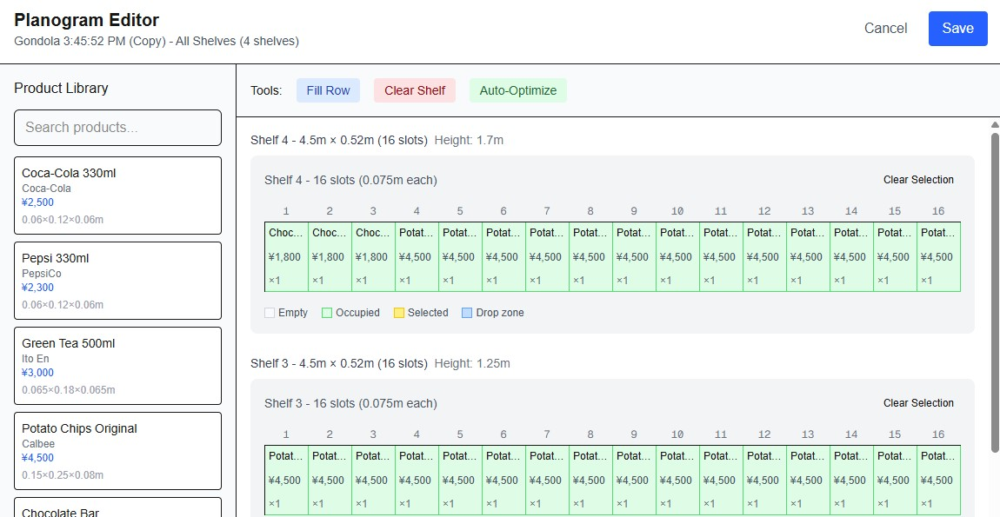 Planogram Editor
Gondola 3:45:52 PM (Copy) - All Shelves (4 shelves)
Cancel
Save
Product Library
Search products...
Coca-Cola 330ml
Coca-Cola
¥2,500
0.06×0.12×0.06m
Pepsi 330ml
PepsiCo
¥2,300
0.06×0.12×0.06m
Green Tea 500ml
Ito En
¥3,000
0.065×0.18×0.065m
Potato Chips Original
Calbee
¥4,500
0.15×0.25×0.08m
Chocolate Bar
Tools: Fill Row Clear Shelf Auto-Optimize
Shelf 4 - 4.5m × 0.52m (16 slots) Height: 1.7m
Shelf 4 - 16 slots (0.075m each) Clear Selection
1 2 3 4 5 6 7 8 9 10 11 12 13 14 15 16
Choc... Choc... Choc... Potat... Potat... Potat... Potat... Potat... Potat... Potat... Potat... Potat... Potat... Potat... Potat... Potat...
¥1,800 ¥1,800 ¥1,800 ¥4,500 ¥4,500 ¥4,500 ¥4,500 ¥4,500 ¥4,500 ¥4,500 ¥4,500 ¥4,500 ¥4,500 ¥4,500 ¥4,500 ¥4,500
×1 ×1 ×1 ×1 ×1 ×1 ×1 ×1 ×1 ×1 ×1 ×1 ×1 ×1 ×1 ×1
Empty Occupied Selected Drop zone
Shelf 3 - 4.5m × 0.52m (16 slots) Height: 1.25m
Shelf 3 - 16 slots (0.075m each) Clear Selection
1 2 3 4 5 6 7 8 9 10 11 12 13 14 15 16
Potat... Potat... Potat... Potat... Potat... Potat... Potat... Potat... Potat... Potat... Potat... Potat... Potat... Potat... Potat... Potat...
¥4,500 ¥4,500 ¥4,500 ¥4,500 ¥4,500 ¥4,500 ¥4,500 ¥4,500 ¥4,500 ¥4,500 ¥4,500 ¥4,500 ¥4,500 ¥4,500 ¥4,500 ¥4,500
×1 ×1 ×1 ×1 ×1 ×1 ×1 ×1 ×1 ×1 ×1 ×1 ×1 ×1 ×1 ×1